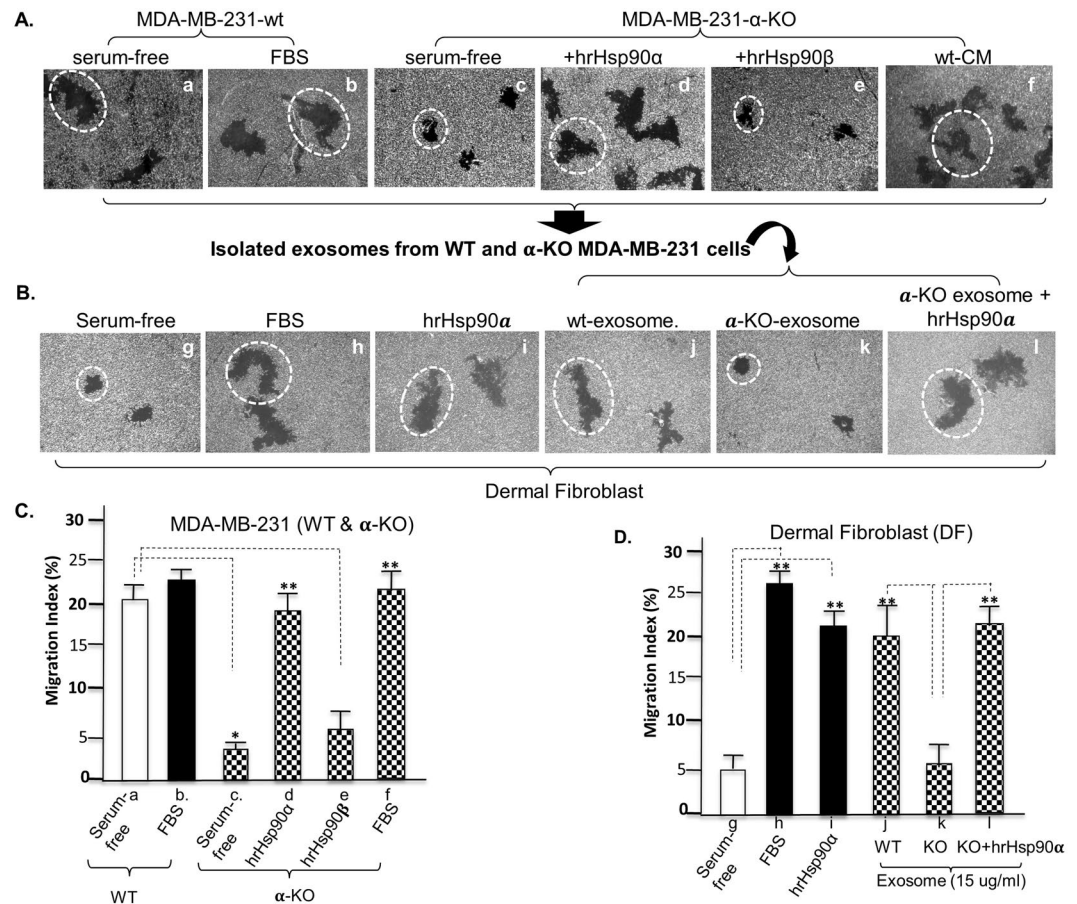 A.
MDA-MB-231-wt
MDA-MB-231-α-KO
serum-free
FBS
serum-free
+hrHsp90α
+hrHsp90β
wt-CM
a
b
c
d
e
f
Isolated exosomes from WT and α-KO MDA-MB-231 cells
B.
Serum-free
FBS
hrHsp90α
wt-exosome.
α-KO-exosome
α-KO exosome +
hrHsp90α
g
h
i
j
k
l
Dermal Fibroblast
C.
MDA-MB-231 (WT & α-KO)
Migration Index (%)
30
25
20
15
10
5
0
*
**
**
a
b.
c.
d
e
f
Serum-
free
FBS
Serum-
free
hrHsp90α
hrHsp90β
FBS
WT
α-KO
D.
Dermal Fibroblast (DF)
Migration Index (%)
30
25
20
15
10
5
0
**
**
**
**
g
h
i
j
k
l
Serum-
free
FBS
hrHsp90α
WT
KO
KO+hrHsp90α
Exosome (15 ug/ml)